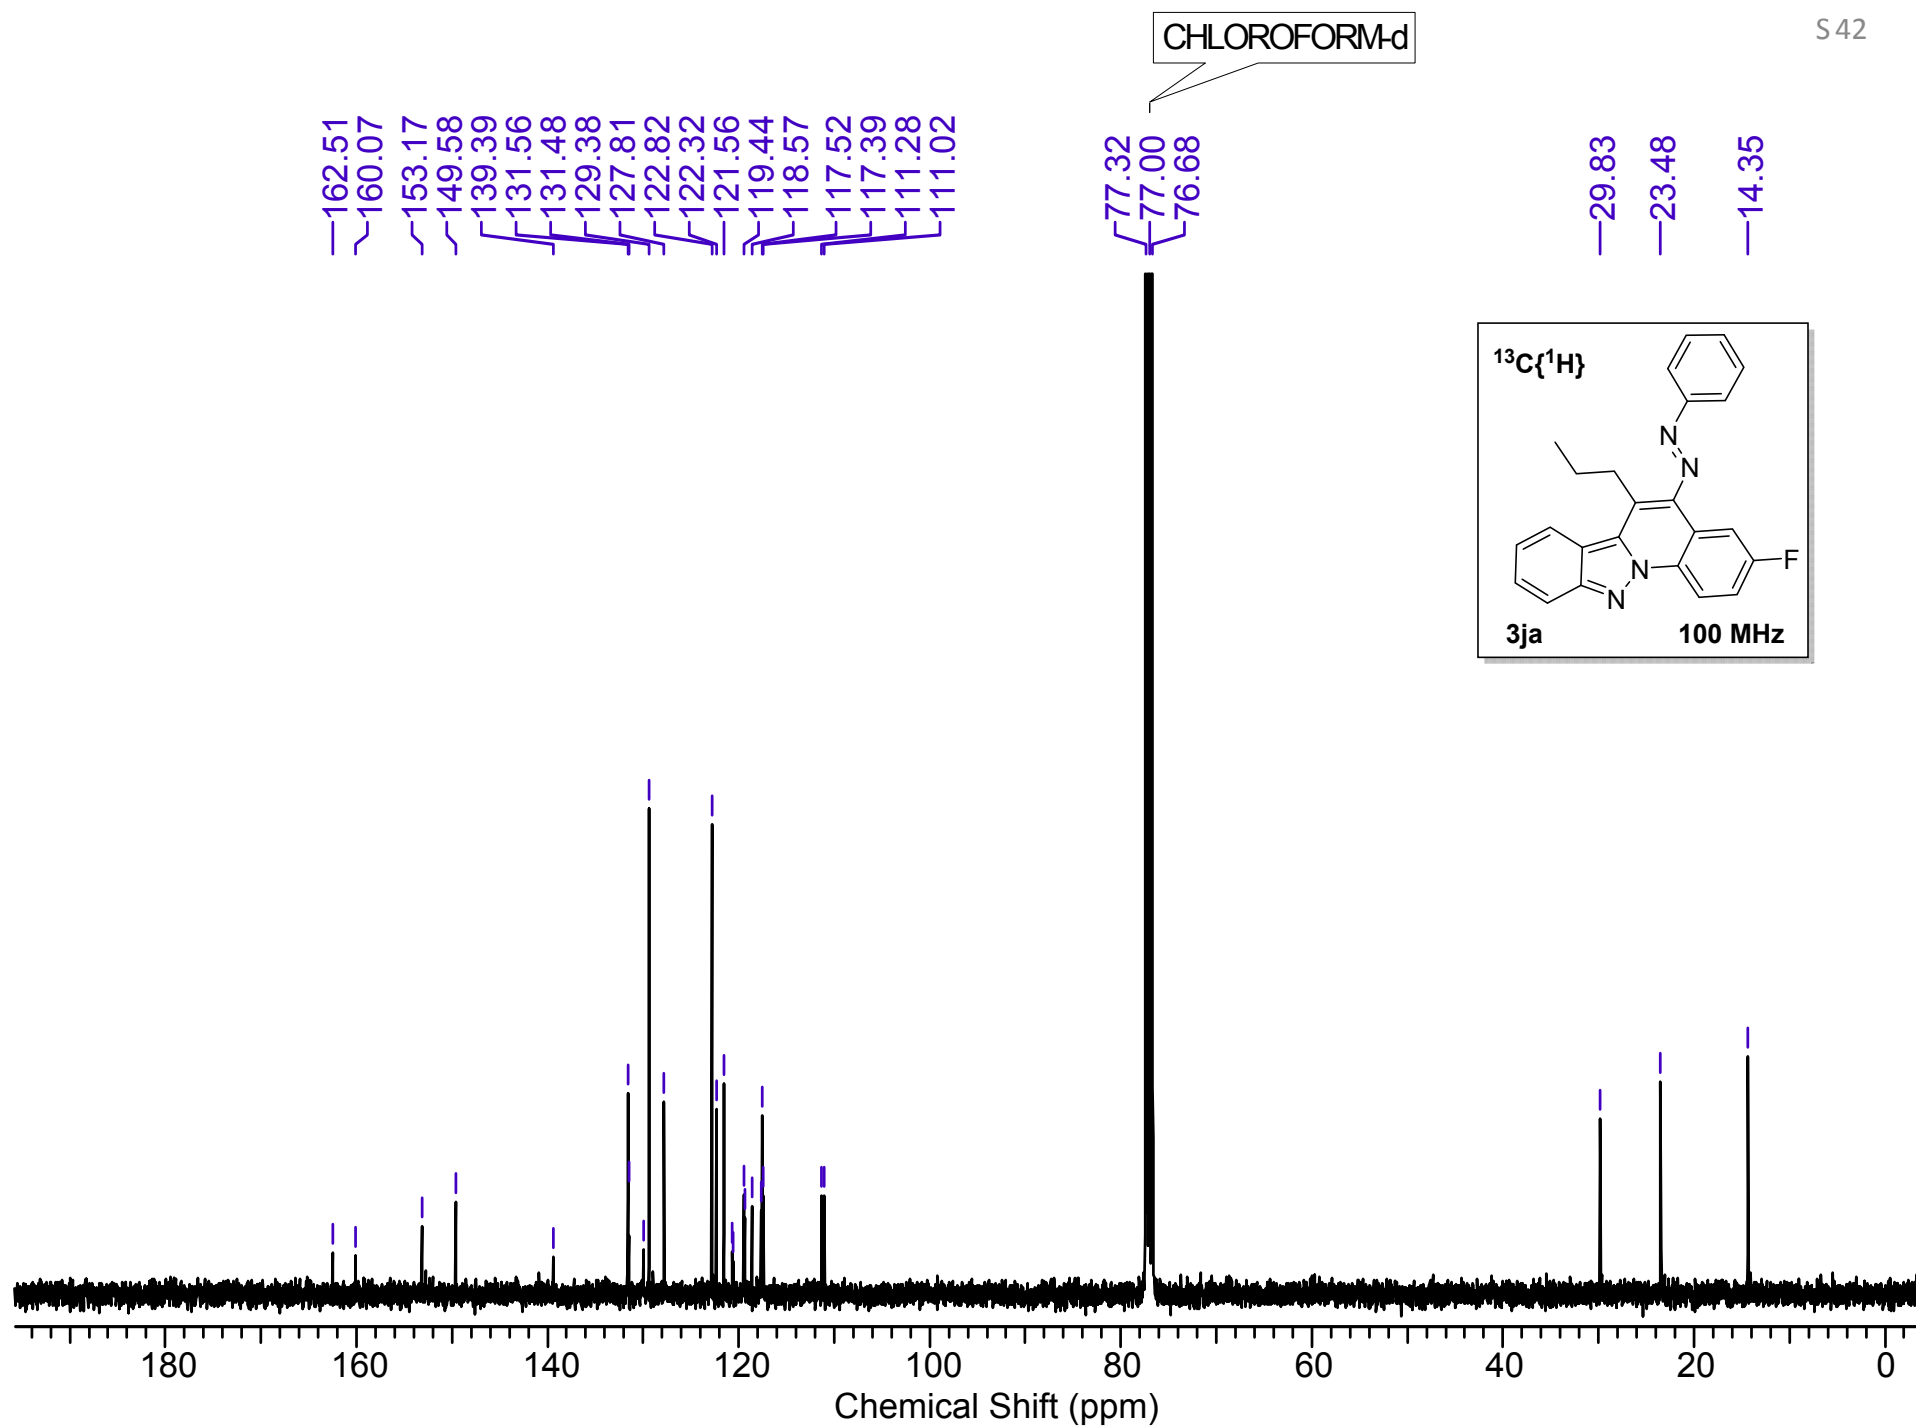 S 42
CHLOROFORM-d
162.51
160.07
153.17
149.58
139.39
131.56
131.48
129.38
127.81
122.82
122.32
121.56
119.44
118.57
117.52
117.39
111.28
111.02
77.32
77.00
76.68
29.83
23.48
14.35
¹³C{¹H}
N
N
F
N
N
3ja 100 MHz
180 160 140 120 100 80 60 40 20 0
Chemical Shift (ppm)